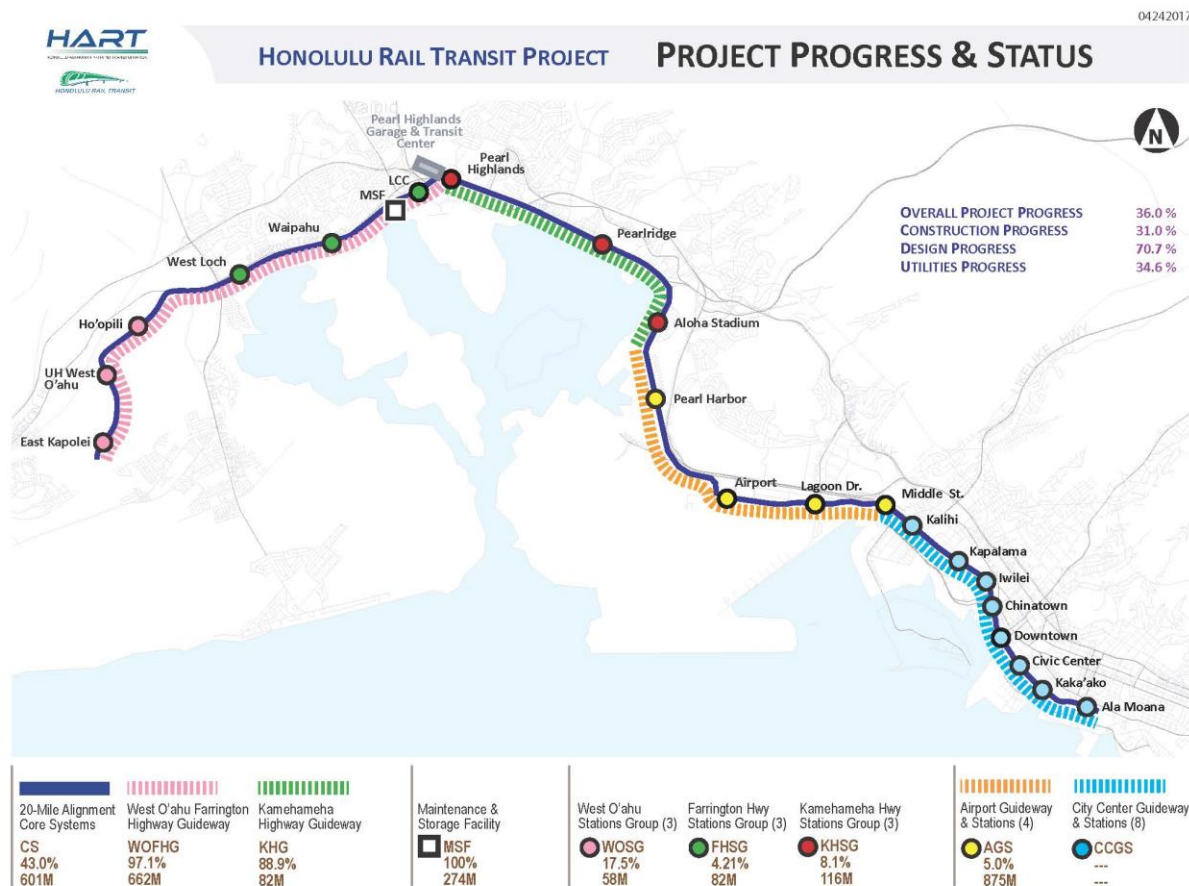 04242017
HART
HONOLULU RAIL TRANSIT
HONOLULU RAIL TRANSIT PROJECT
PROJECT PROGRESS & STATUS
Pearl Highlands
Garage & Transit
Center
Pearl
Highlands
LCC
MSF
Waipahu
West Loch
Ho'opili
UH West
O'ahu
East Kapolei
Pearlridge
Aloha Stadium
Pearl Harbor
Airport
Lagoon Dr.
Middle St.
Kalihi
Kapalama
Iwilei
Chinatown
Downtown
Civic Center
Kaka'ako
Ala Moana
N
OVERALL PROJECT PROGRESS 36.0 %
CONSTRUCTION PROGRESS 31.0 %
DESIGN PROGRESS 70.7 %
UTILITIES PROGRESS 34.6 %
20-Mile Alignment
Core Systems
CS
43.0%
601M
West O'ahu Farrington
Highway Guideway
WOFHG
97.1%
662M
Kamehameha
Highway Guideway
KHG
88.9%
82M
Maintenance &
Storage Facility
MSF
100%
274M
West O'ahu
Stations Group (3)
WOSG
17.5%
58M
Farrington Hwy
Stations Group (3)
FHSG
4.21%
82M
Kamehameha Hwy
Stations Group (3)
KHSG
8.1%
116M
Airport Guideway
& Stations (4)
AGS
5.0%
875M
City Center Guideway
& Stations (8)
CCGS
---
---